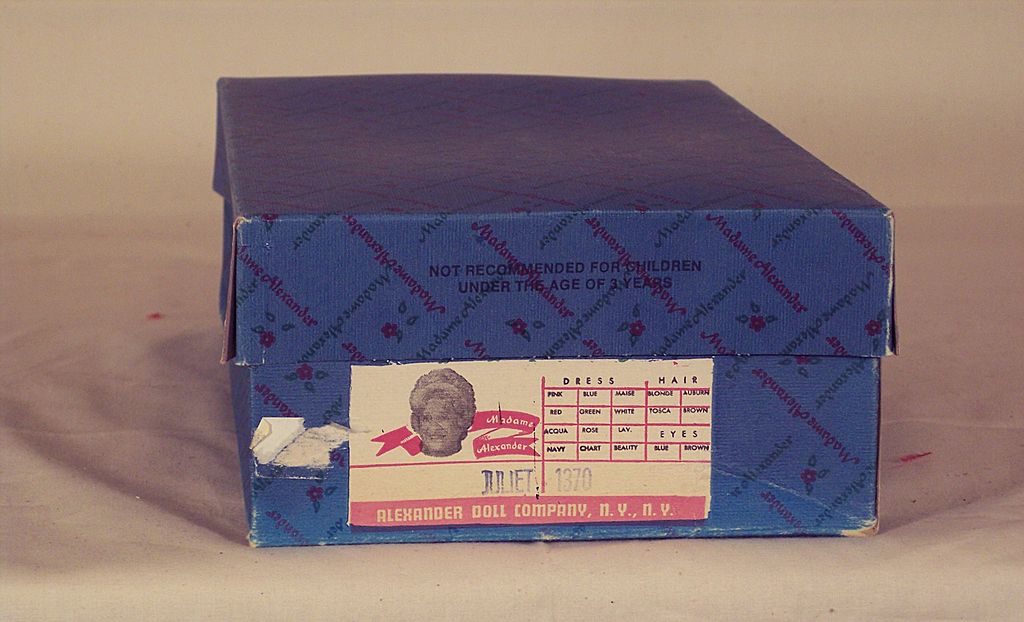 Madame Alexander
NOT RECOMMENDED FOR CHILDREN
UNDER THE AGE OF 3 YEARS
Madame
Alexander
DRESS HAIR
PINK BLUE MAISE BLONDE AUBURN
RED GREEN WHITE TOSCA BROWN
ACQUA ROSE LAV. EYES
NAVY CHART BEAUTY BLUE BROWN
JULIET 1370
ALEXANDER DOLL COMPANY, N.Y., N.Y.